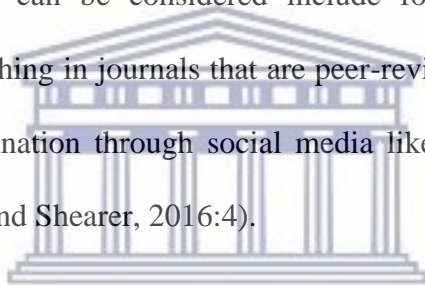 can be considered include fo
hing in journals that are peer-revi
nation through social media like
nd Shearer, 2016:4).